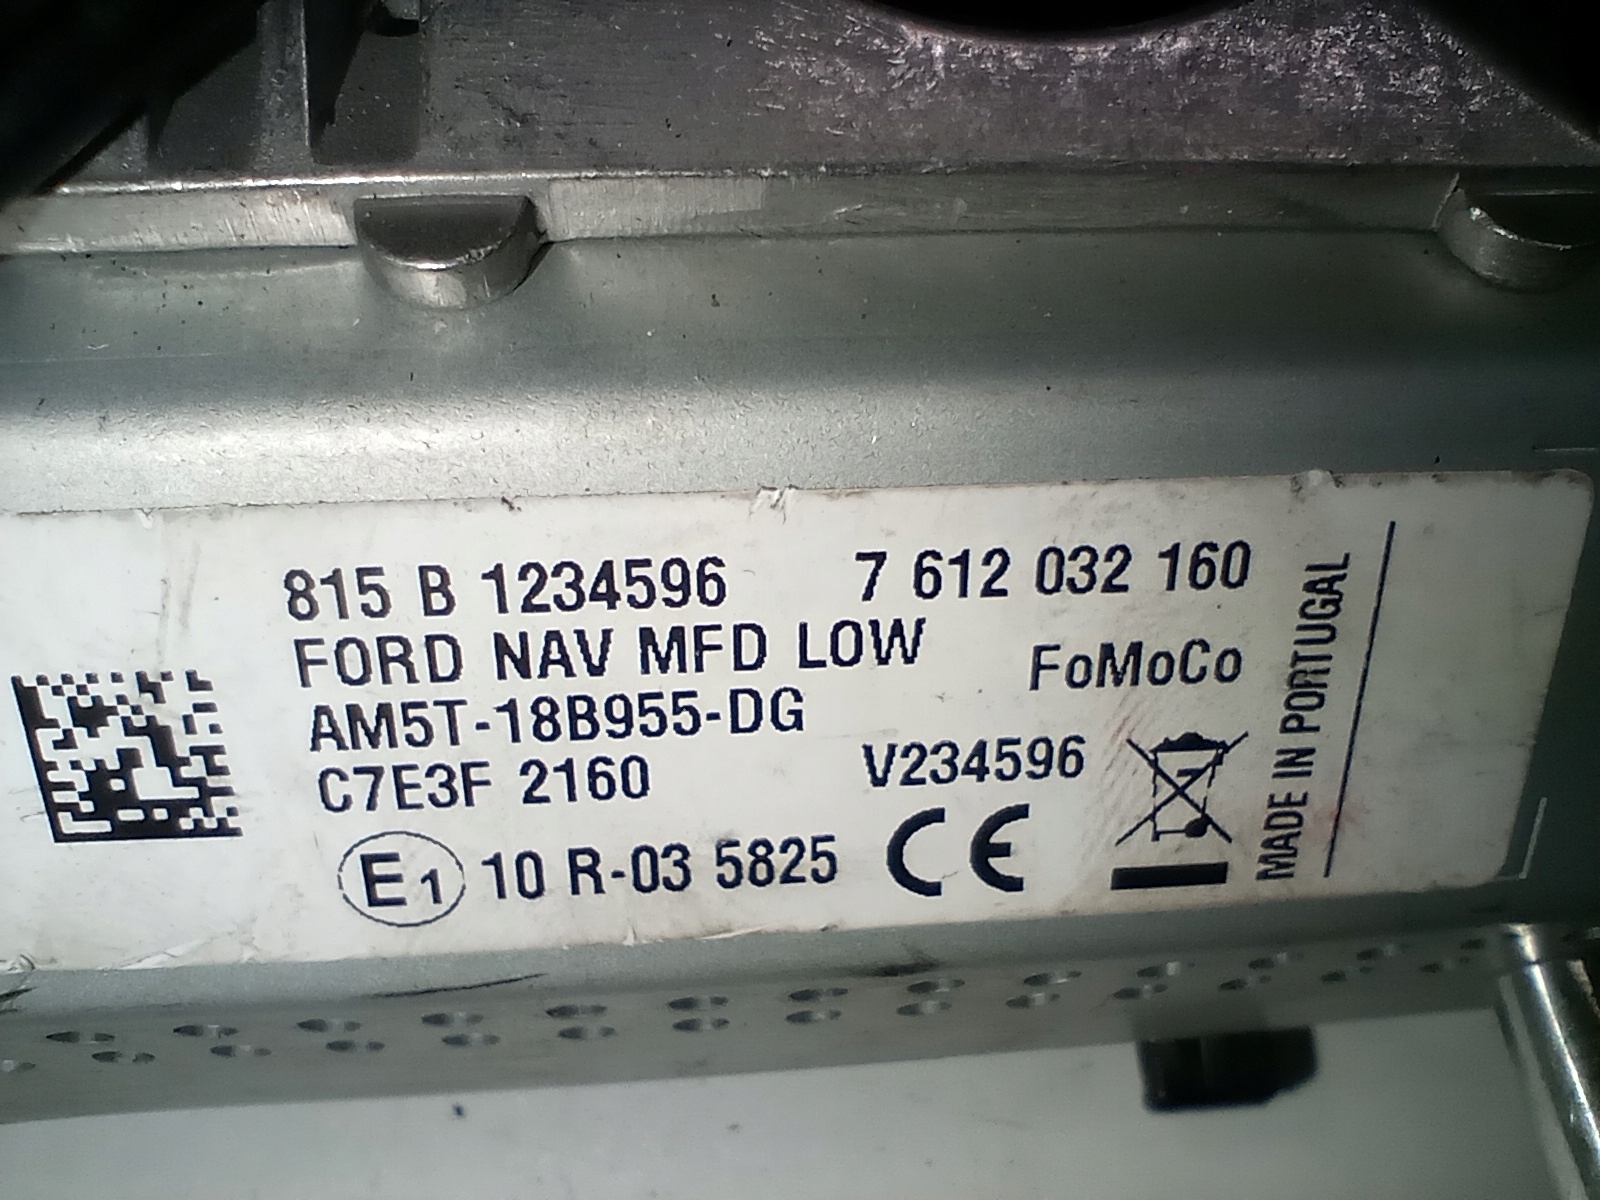 815 B 1234596 7 612 032 160
FORD NAV MFD LOW FoMoCo
AM5T-18B955-DG
C7E3F 2160 V234596
E1 10 R-03 5825 CE
MADE IN PORTUGAL